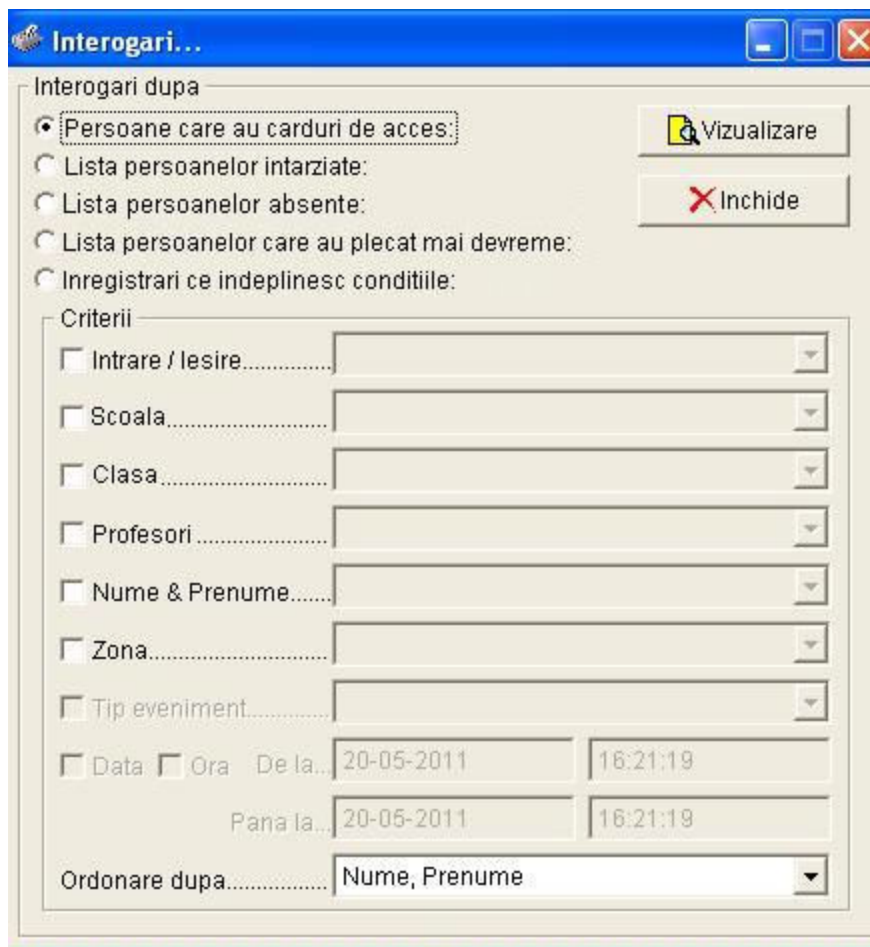 Interogari...
Interogari dupa
Persoane care au carduri de acces:
Vizualizare
Lista persoanelor intarziate:
Lista persoanelor absente:
Inchide
Lista persoanelor care au plecat mai devreme:
Inregistrari ce indeplinesc conditiile:
Criterii
Intrare / Iesire...............
Scoala............................
Clasa.............................
Profesori.......................
Nume & Prenume.......
Zona...............................
Tip eveniment..............
Data Ora De la... 20-05-2011 16:21:19
Pana la... 20-05-2011 16:21:19
Ordonare dupa................. Nume, Prenume